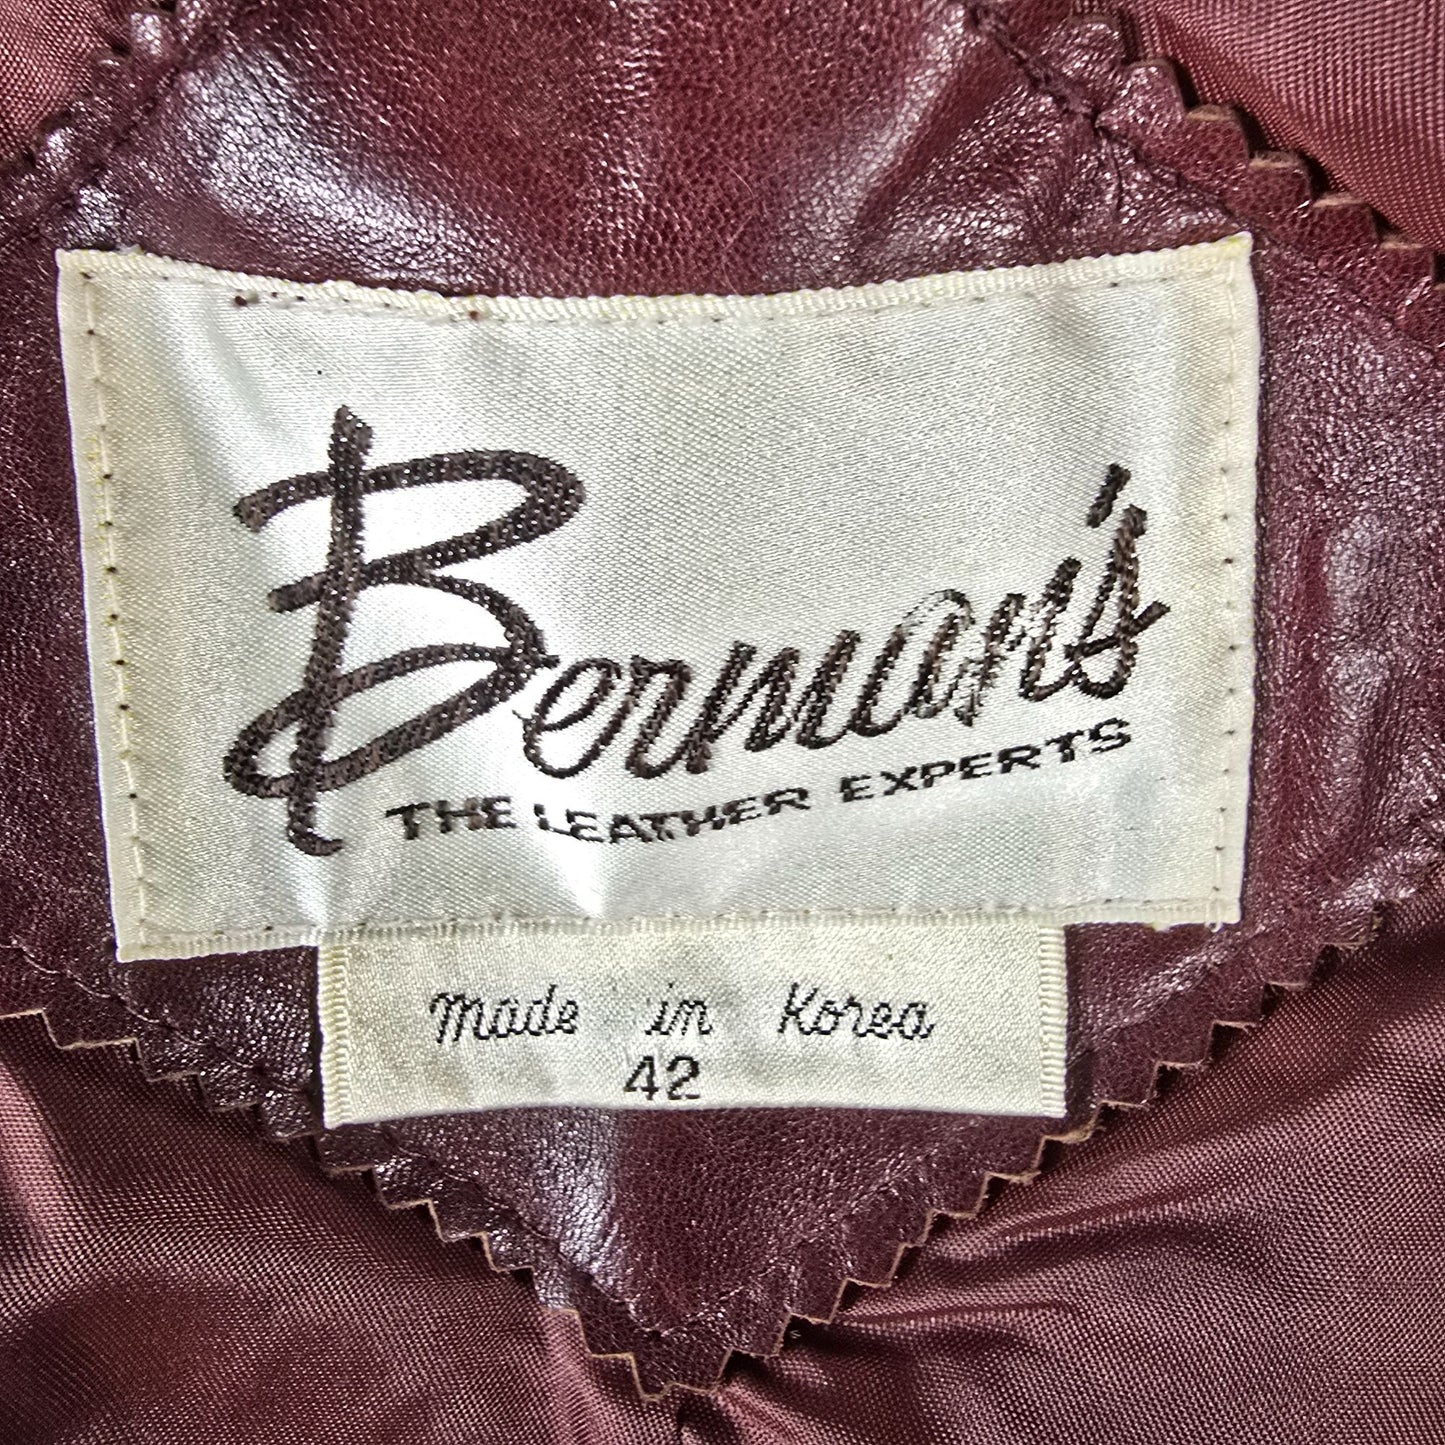 Berman's
THE LEATHER EXPERTS
made in Korea
42